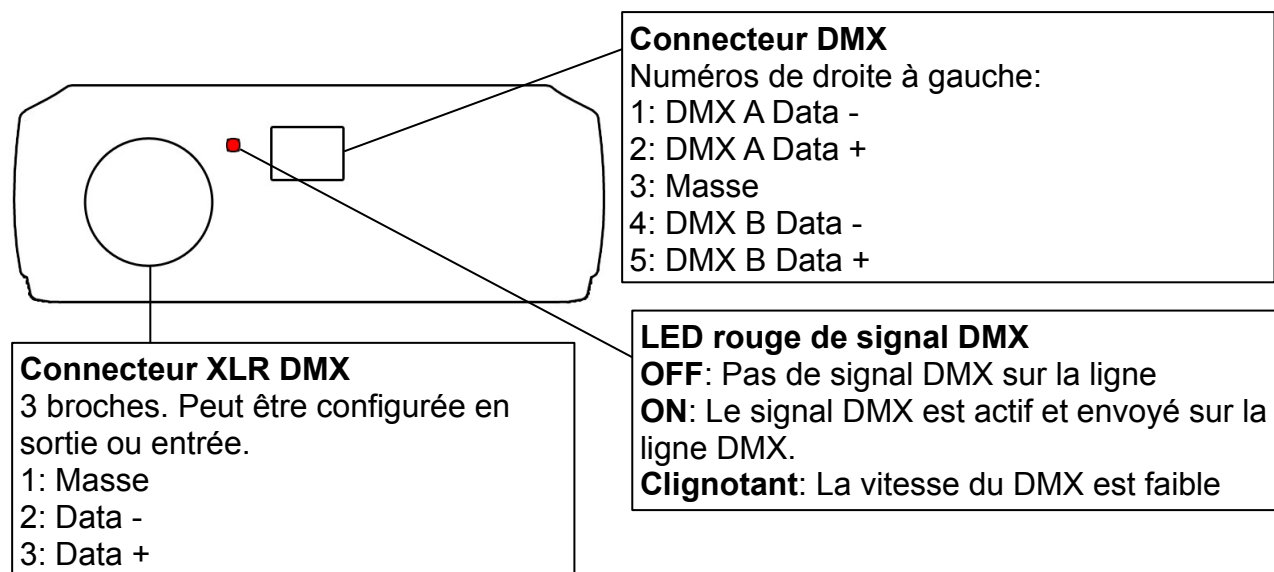 Connecteur DMX
Numéros de droite à gauche:
1: DMX A Data -
2: DMX A Data +
3: Masse
4: DMX B Data -
5: DMX B Data +
LED rouge de signal DMX
OFF: Pas de signal DMX sur la ligne
ON: Le signal DMX est actif et envoyé sur la
ligne DMX.
Clignotant: La vitesse du DMX est faible
Connecteur XLR DMX
3 broches. Peut être configurée en
sortie ou entrée.
1: Masse
2: Data -
3: Data +